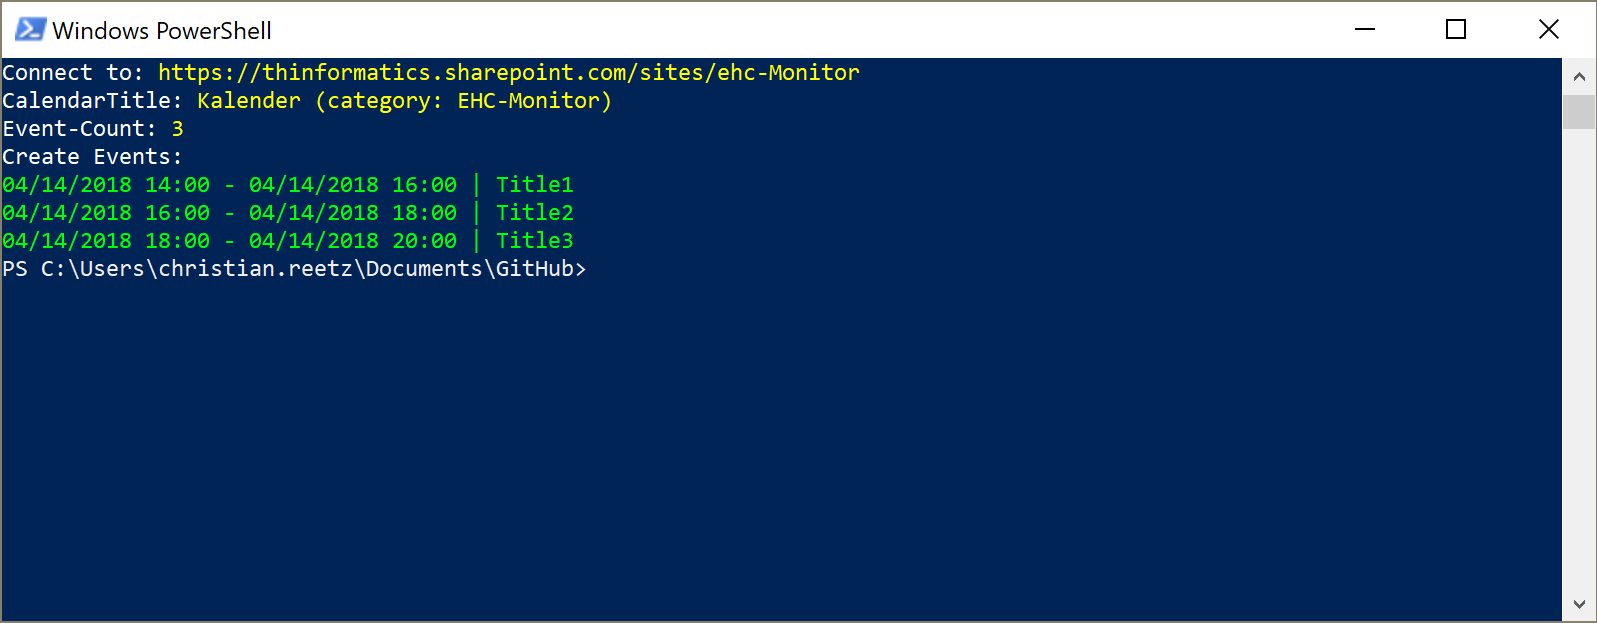 Windows PowerShell
Connect to: https://thinformatics.sharepoint.com/sites/ehc-Monitor
CalendarTitle: Kalender (category: EHC-Monitor)
Event-Count: 3
Create Events:
04/14/2018 14:00 - 04/14/2018 16:00 | Title1
04/14/2018 16:00 - 04/14/2018 18:00 | Title2
04/14/2018 18:00 - 04/14/2018 20:00 | Title3
PS C:\Users\christian.reetz\Documents\GitHub>